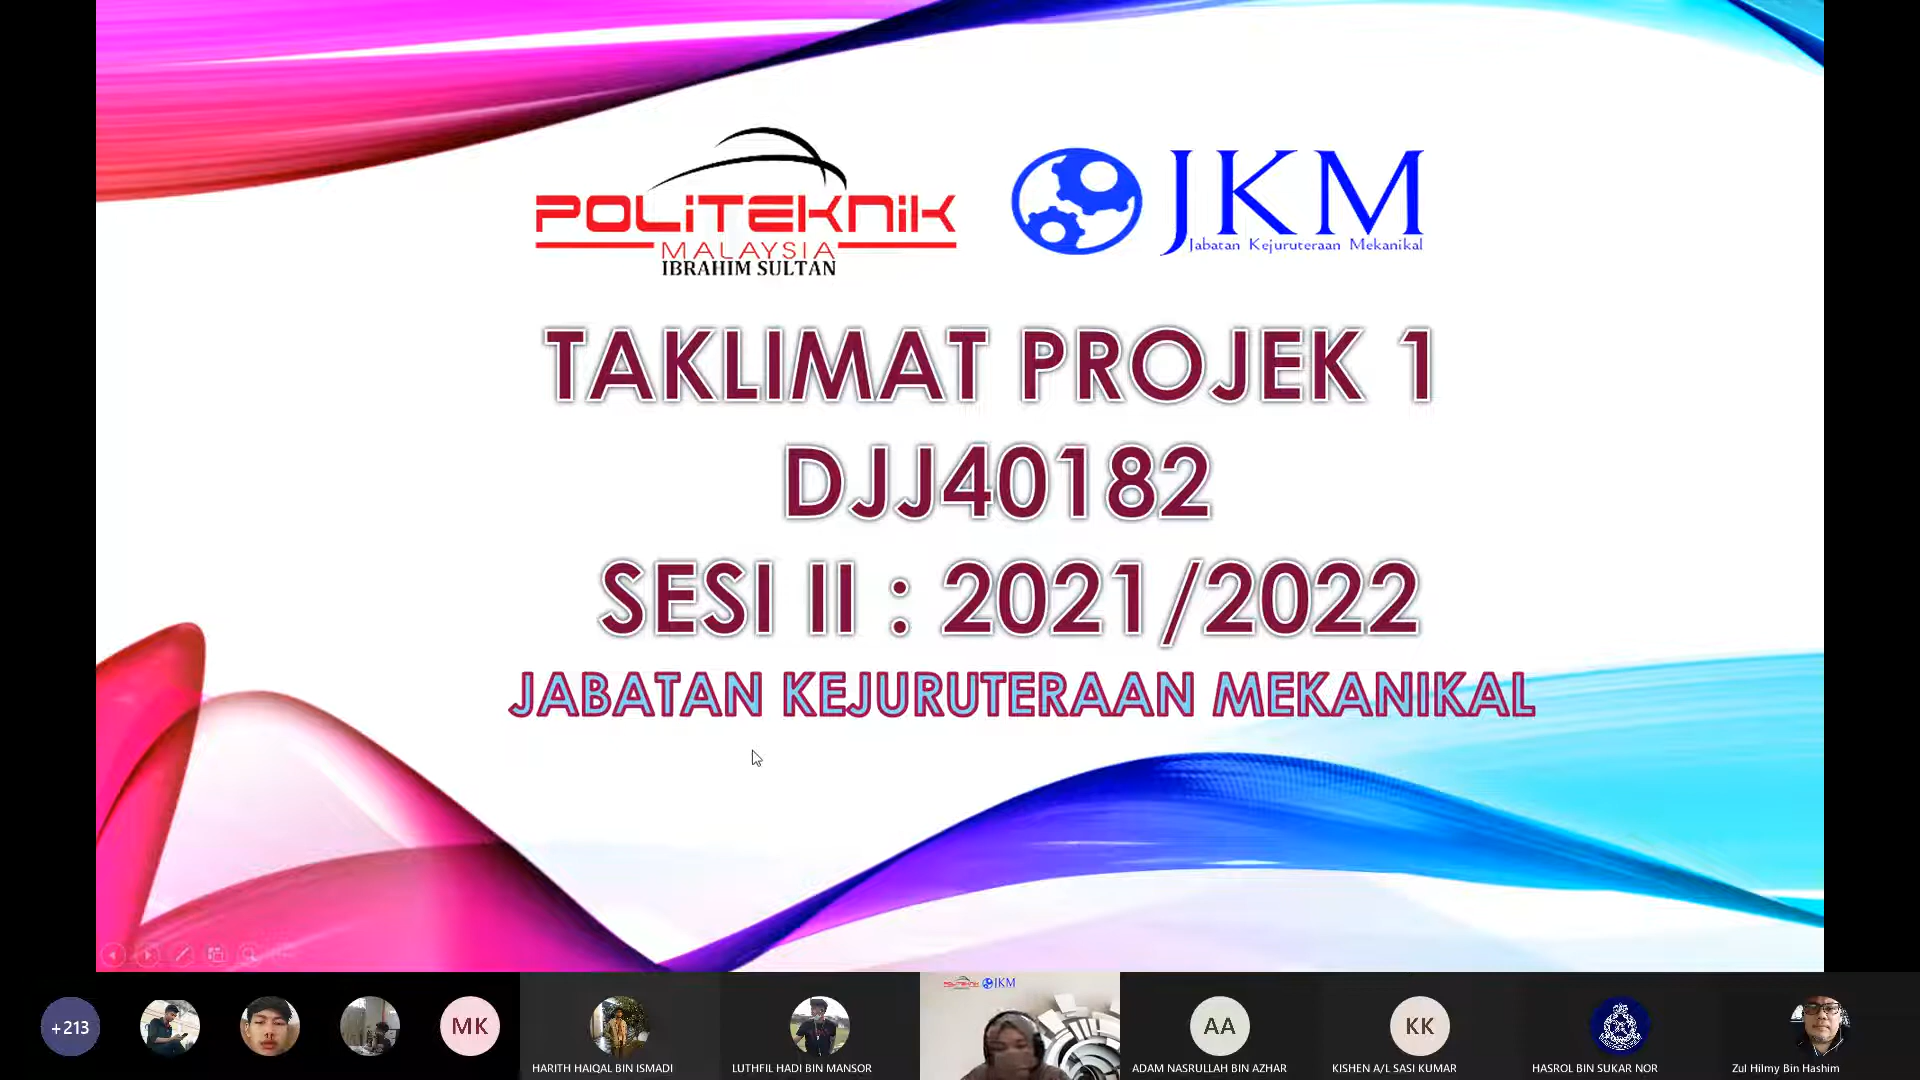 POLITEKNIK
MALAYSIA
IBRAHIM SULTAN
JKM
Jabatan Kejuruteraan Mekanikal
TAKLIMAT PROJEK 1
DJJ40182
SESI II : 2021/2022
JABATAN KEJURUTERAAN MEKANIKAL
+213
MK
HARITH HAIQAL BIN ISMADI
LUTHFIL HADI BIN MANSOR
POLITEKNIK
JKM
AA
ADAM NASRULLAH BIN AZHAR
KK
KISHEN A/L SASI KUMAR
HASROL BIN SUKAR NOR
Zul Hilmy Bin Hashim